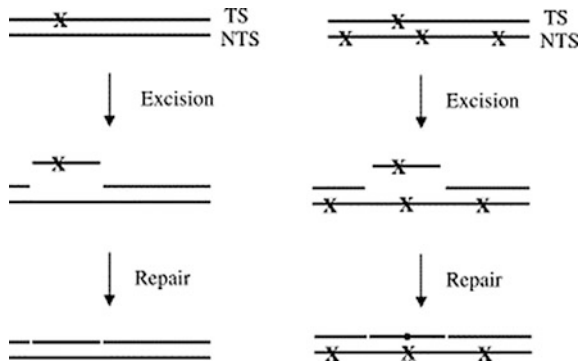 X TS
NTS
Excision
X
Repair
X TS
X X X NTS
Excision
X
X X X
Repair
X X X